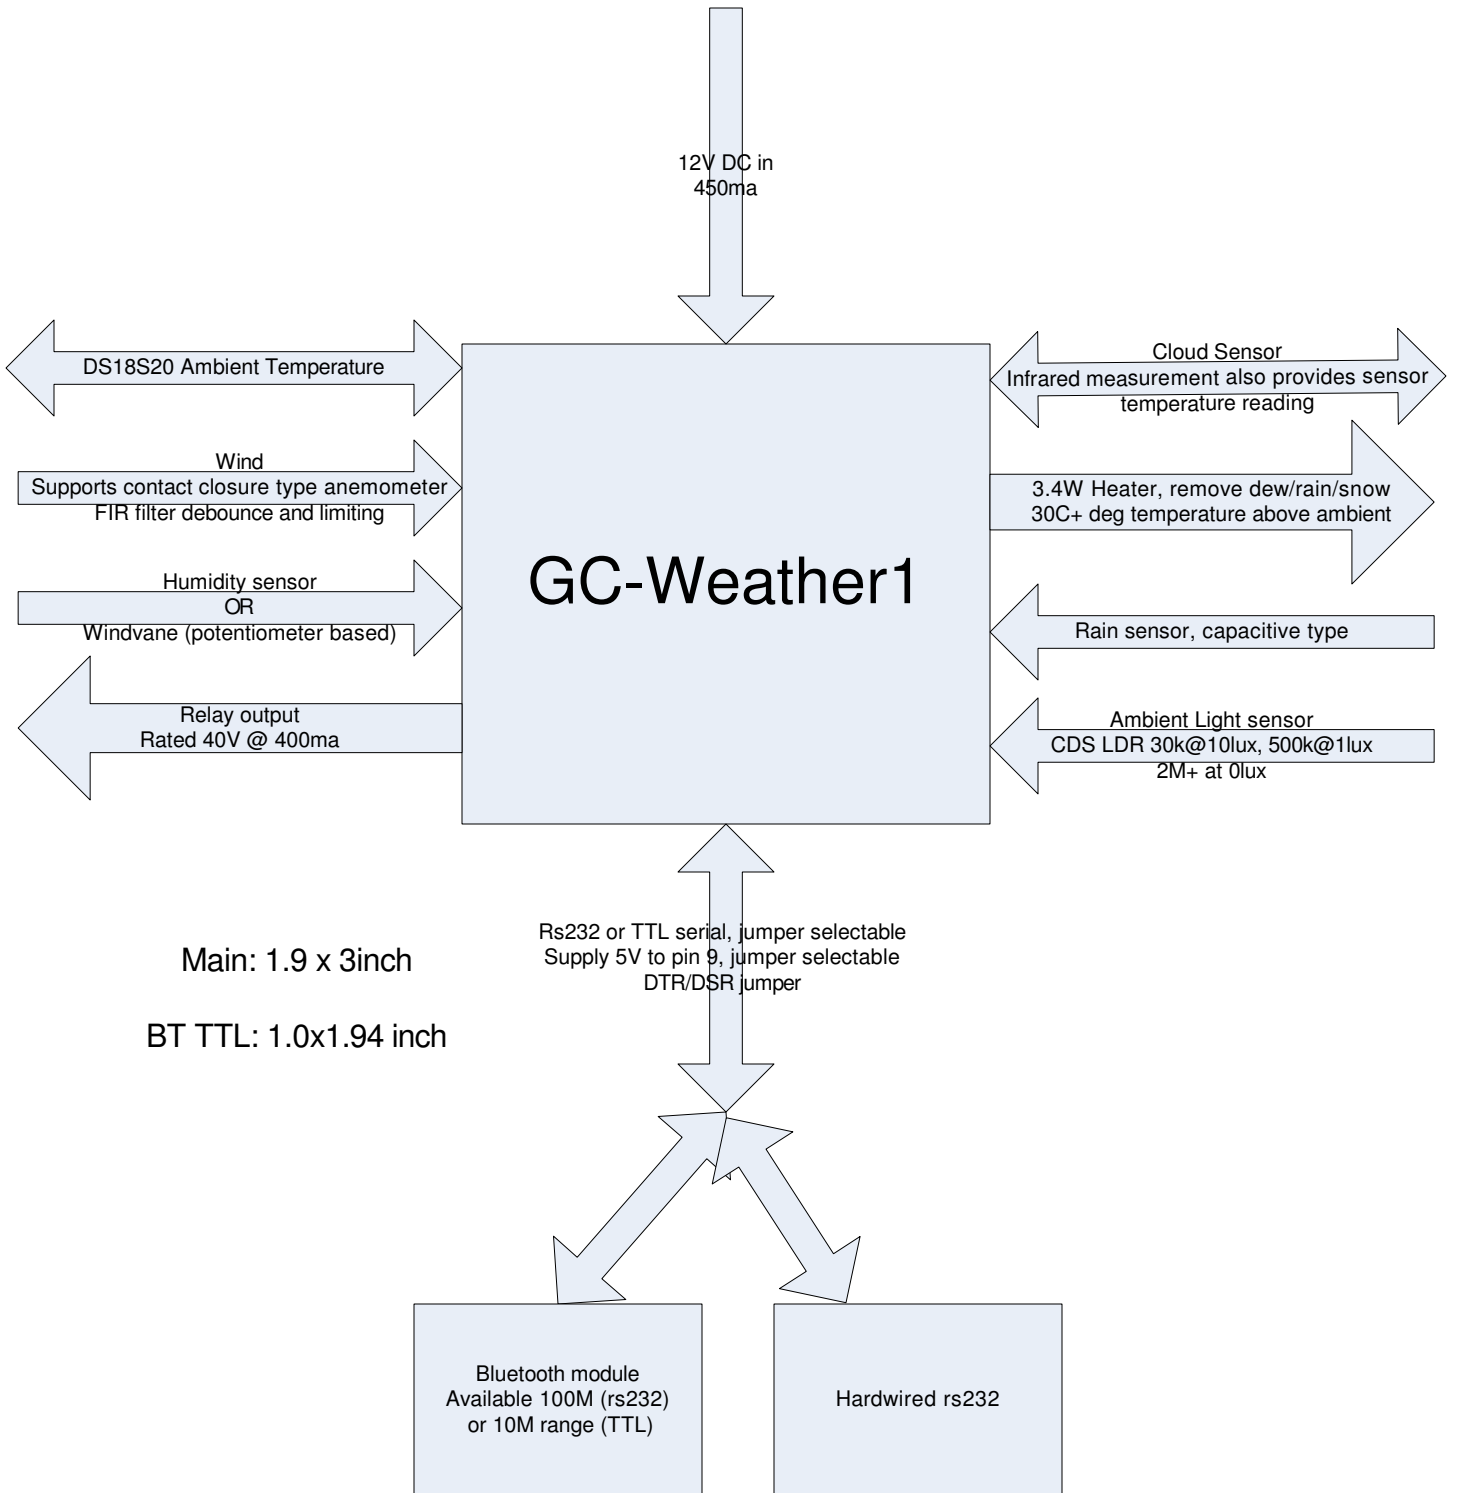 12V DC in
450ma
DS18S20 Ambient Temperature
Wind
Supports contact closure type anemometer
FIR filter debounce and limiting
Humidity sensor
OR
Windvane (potentiometer based)
Relay output
Rated 40V @ 400ma
GC-Weather1
Cloud Sensor
Infrared measurement also provides sensor
temperature reading
3.4W Heater, remove dew/rain/snow
30C+ deg temperature above ambient
Rain sensor, capacitive type
Ambient Light sensor
CDS LDR 30k@10lux, 500k@1lux
2M+ at 0lux
Rs232 or TTL serial, jumper selectable
Supply 5V to pin 9, jumper selectable
DTR/DSR jumper
Main: 1.9 x 3inch
BT TTL: 1.0x1.94 inch
Bluetooth module
Available 100M (rs232)
or 10M range (TTL)
Hardwired rs232